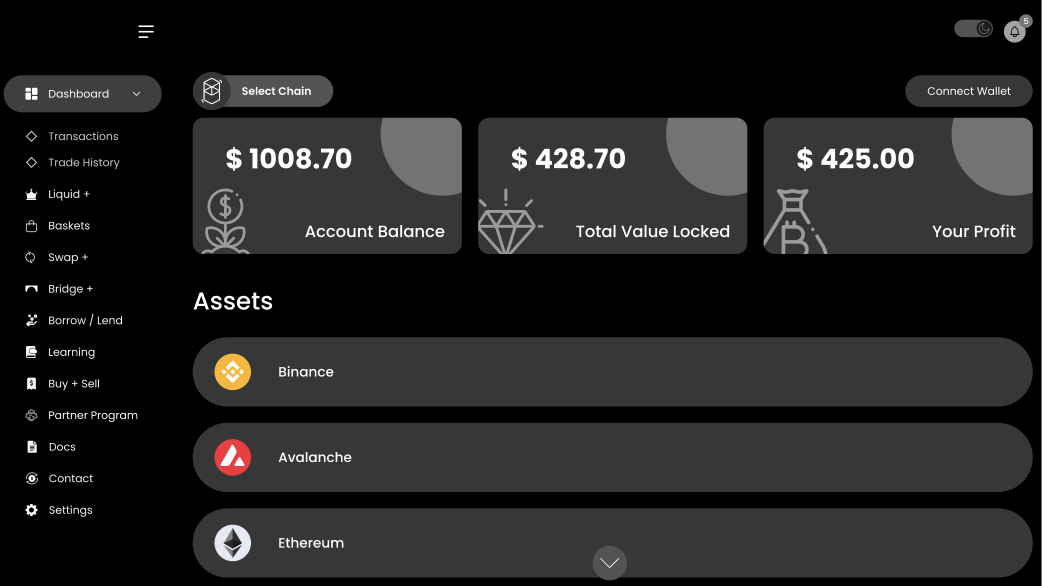 5
Dashboard
Select Chain
Connect Wallet
Transactions
Trade History
Liquid +
Baskets
Swap +
Bridge +
Borrow / Lend
Learning
Buy + Sell
Partner Program
Docs
Contact
Settings
$ 1008.70
Account Balance
$ 428.70
Total Value Locked
$ 425.00
Your Profit
Assets
Binance
Avalanche
Ethereum